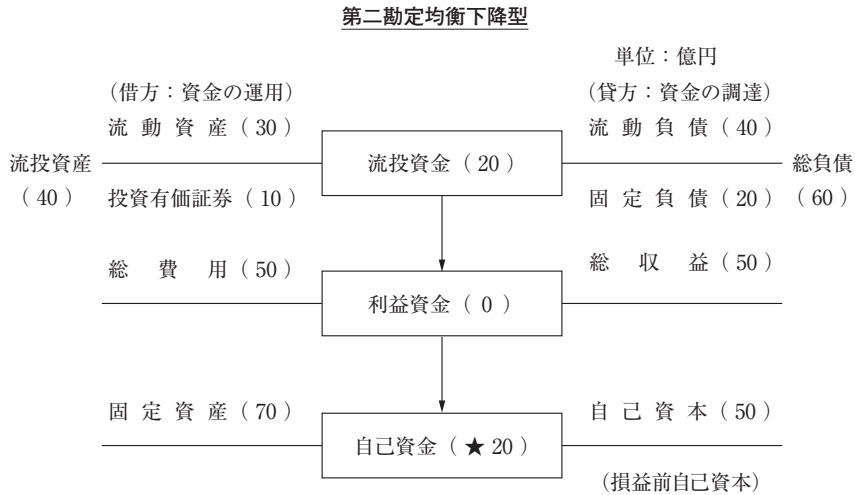 第二勘定均衡下降型
単位：億円
（借方：資金の運用）
（貸方：資金の調達）
流動資産（30）
流動負債（40）
流投資産
（40）
流投資金（20）
総負債
（60）
投資有価証券（10）
固定負債（20）
総費用（50）
総収益（50）
利益資金（0）
固定資産（70）
自己資本（50）
自己資金（★20）
（損益前自己資本）